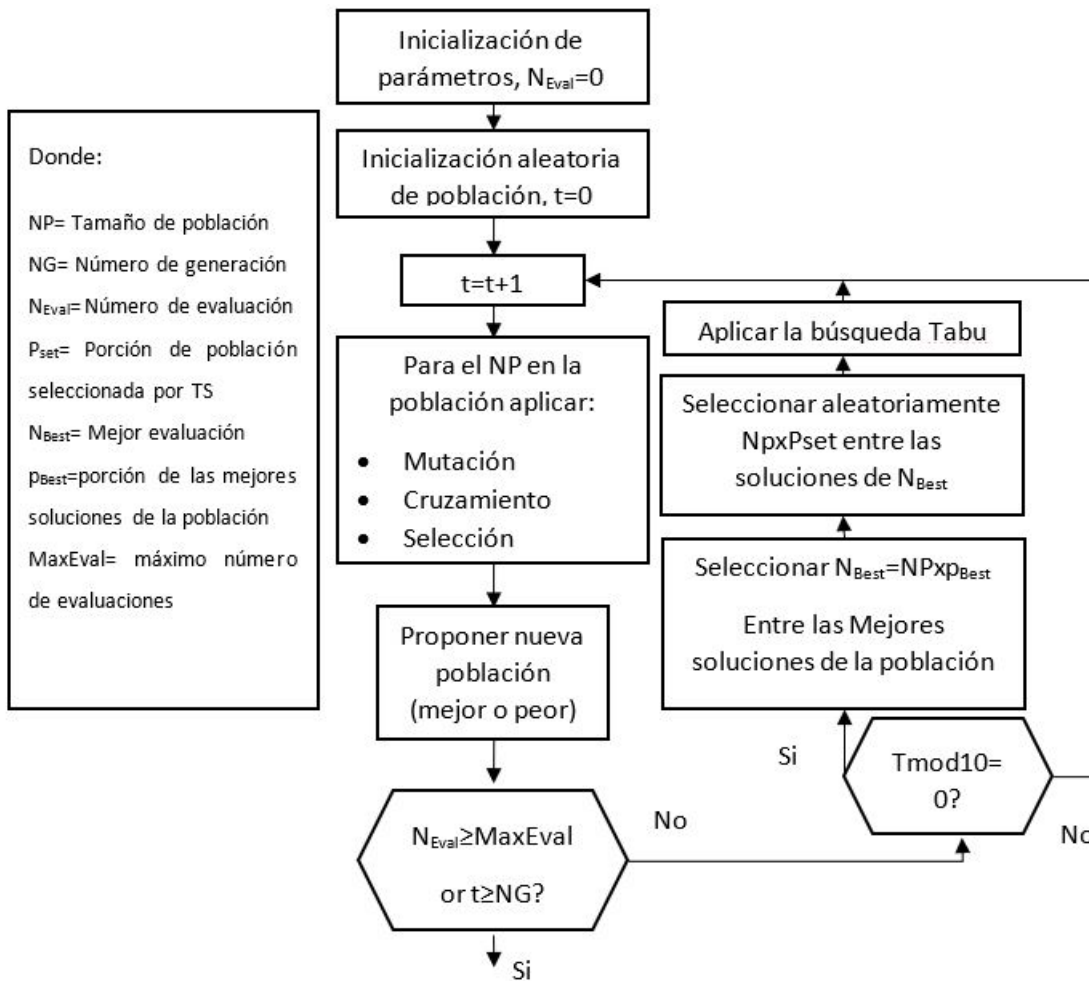 Inicialización de
parámetros, NEval=0
Donde:
NP= Tamaño de población
NG= Número de generación
NEval= Número de evaluación
Pset= Porción de población
seleccionada por TS
NBest= Mejor evaluación
pBest=porción de las mejores
soluciones de la población
MaxEval= máximo número
de evaluaciones
Inicialización aleatoria
de población, t=0
t=t+1
Para el NP en la
población aplicar:
• Mutación
• Cruzamiento
• Selección
Proponer nueva
población
(mejor o peor)
NEval≥MaxEval
or t≥NG?
Si
No
Tmod10=
0?
Si
No
Seleccionar NBest=NPxpBest
Entre las Mejores
soluciones de la población
Seleccionar aleatoriamente
NpxPset entre las
soluciones de NBest
Aplicar la búsqueda Tabu